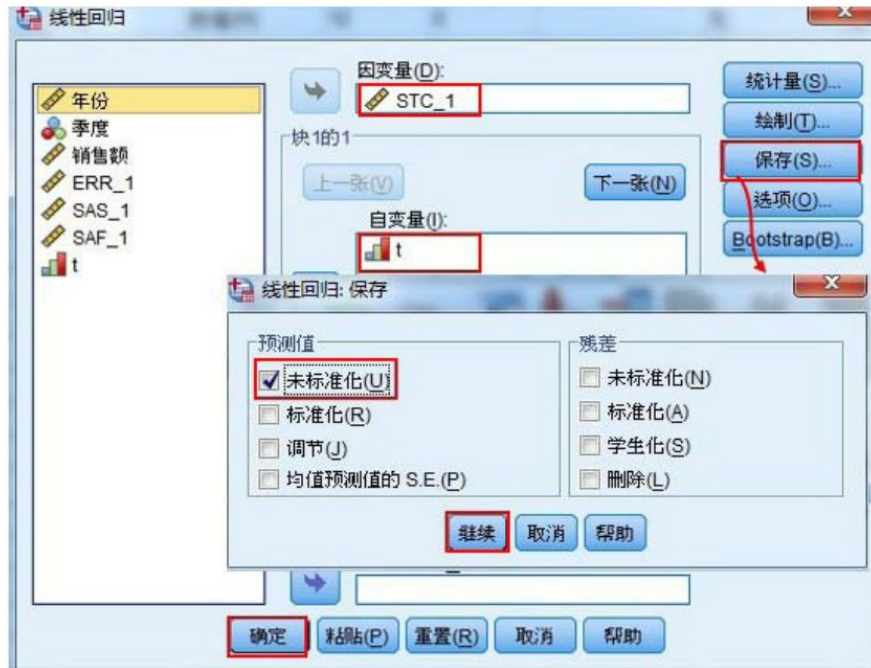 线性回归
因变量(D):
STC_1
年份
季度
销售额
ERR_1
SAS_1
SAF_1
t
块1的1
上一张(V)
下一张(N)
自变量(I):
t
统计量(S)...
绘制(T)...
保存(S)...
选项(O)...
Bootstrap(B)...
线性回归: 保存
预测值
未标准化(U)
标准化(R)
调节(J)
均值预测值的 S.E.(P)
残差
未标准化(N)
标准化(A)
学生化(S)
删除(L)
继续
取消
帮助
确定
粘贴(P)
重置(R)
取消
帮助